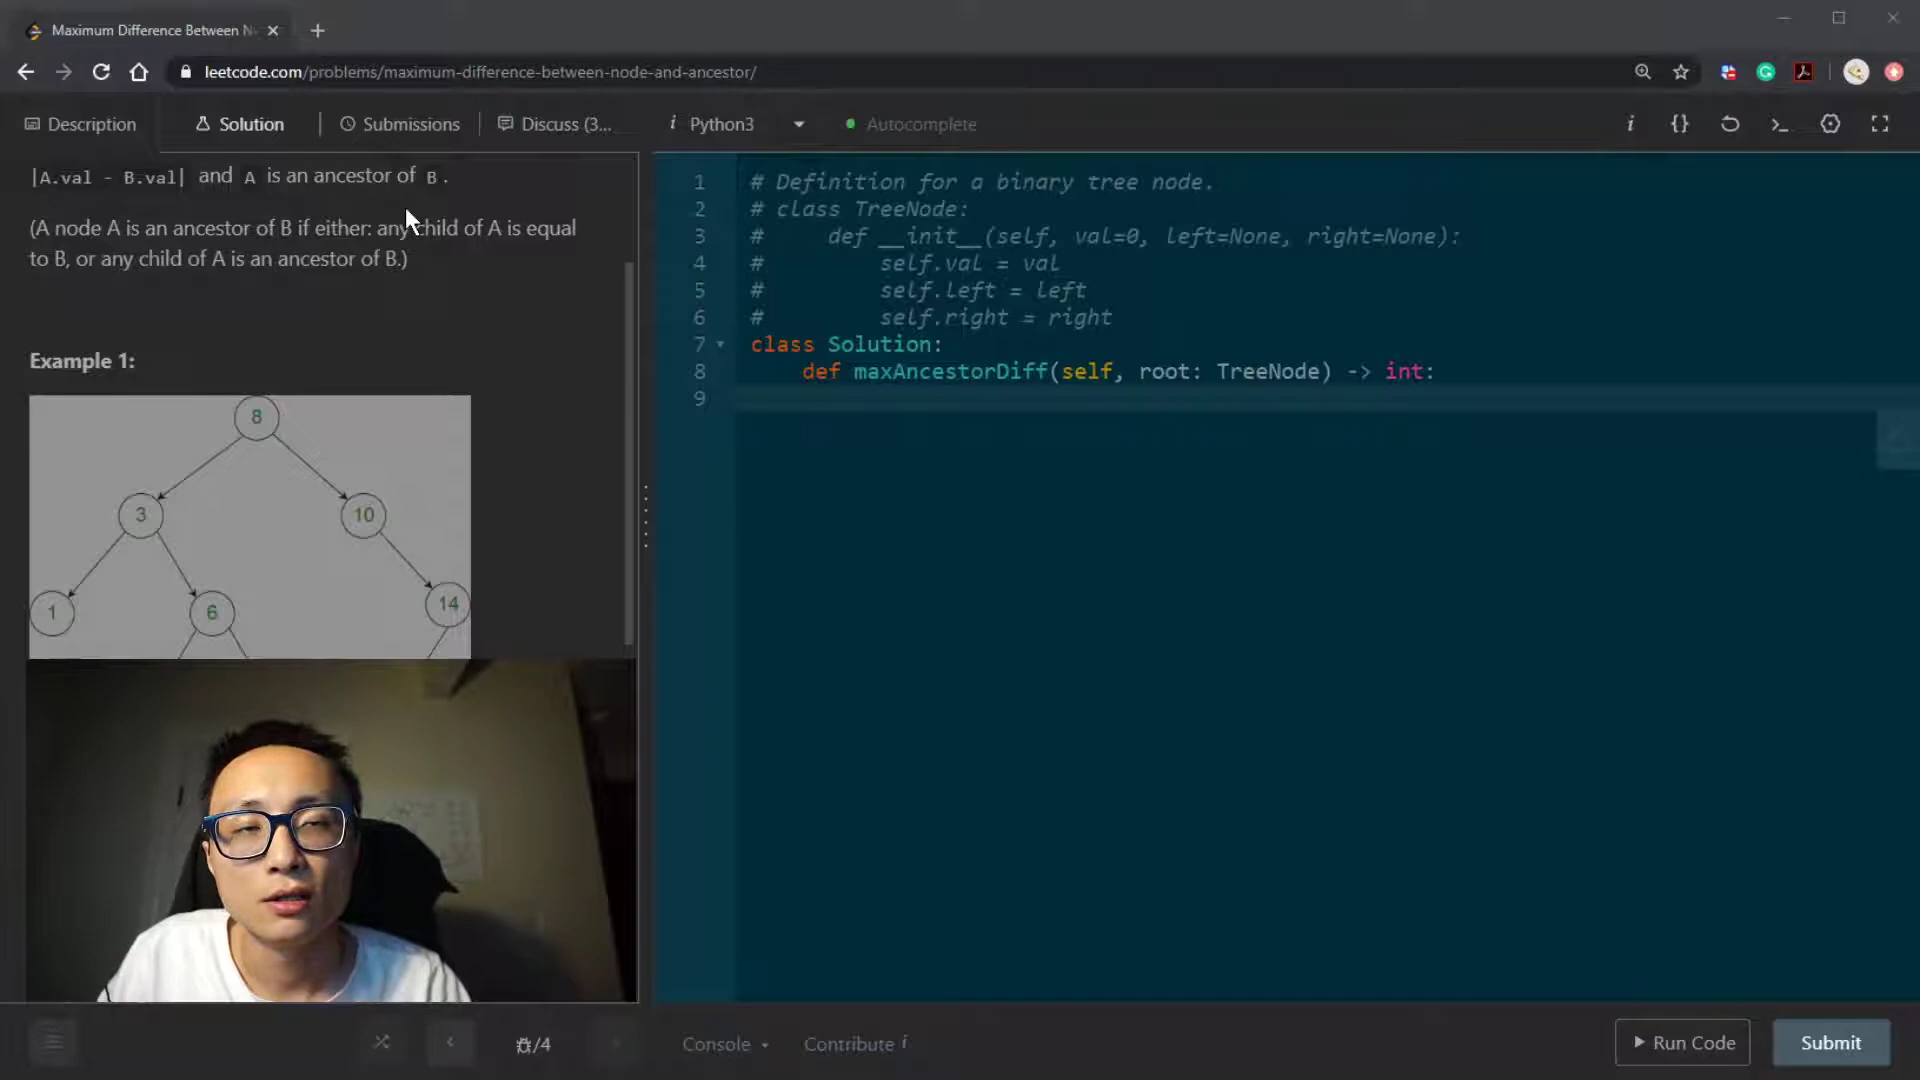 Maximum Difference Between N
leetcode.com/problems/maximum-difference-between-node-and-ancestor/
Description
Solution
Submissions
Discuss (3...
i Python3
Autocomplete
i {}
|A.val - B.val| and A is an ancestor of B .
(A node A is an ancestor of B if either: any child of A is equal
to B, or any child of A is an ancestor of B.)
Example 1:
8
3
10
1
6
14
1 # Definition for a binary tree node.
2 # class TreeNode:
3 #     def __init__(self, val=0, left=None, right=None):
4 #         self.val = val
5 #         self.left = left
6 #         self.right = right
7 class Solution:
8     def maxAncestorDiff(self, root: TreeNode) -> int:
9
/4
Console
Contribute i
Run Code
Submit